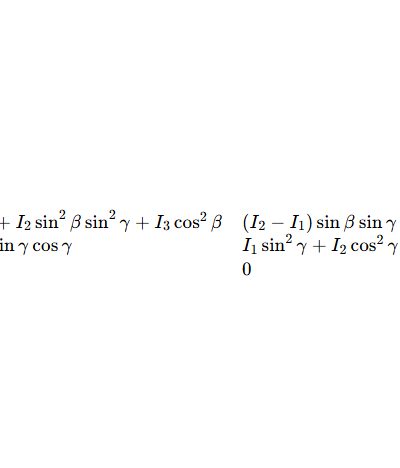 + I₂ sin² β sin² γ + I₃ cos² β (I₂ − I₁) sin β sin γ
in γ cos γ I₁ sin² γ + I₂ cos² γ
0